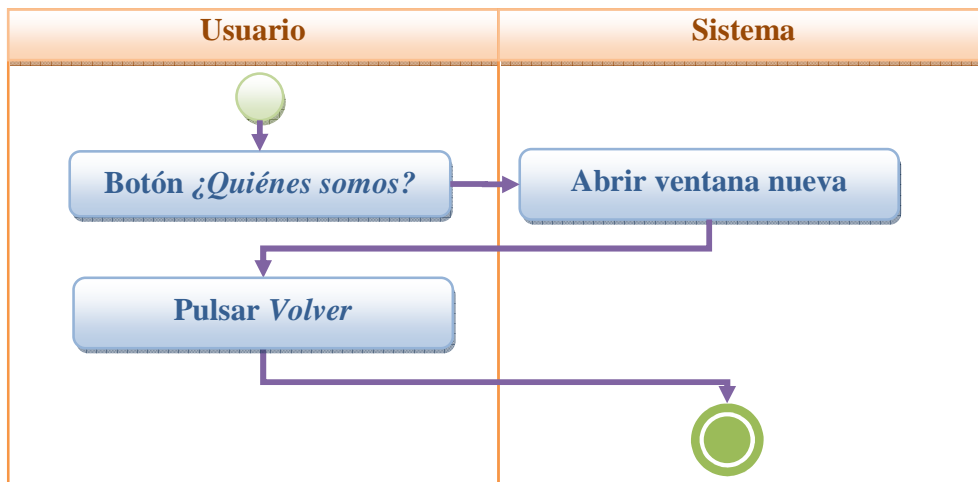 Usuario
Sistema
Botón ¿Quiénes somos?
Abrir ventana nueva
Pulsar Volver